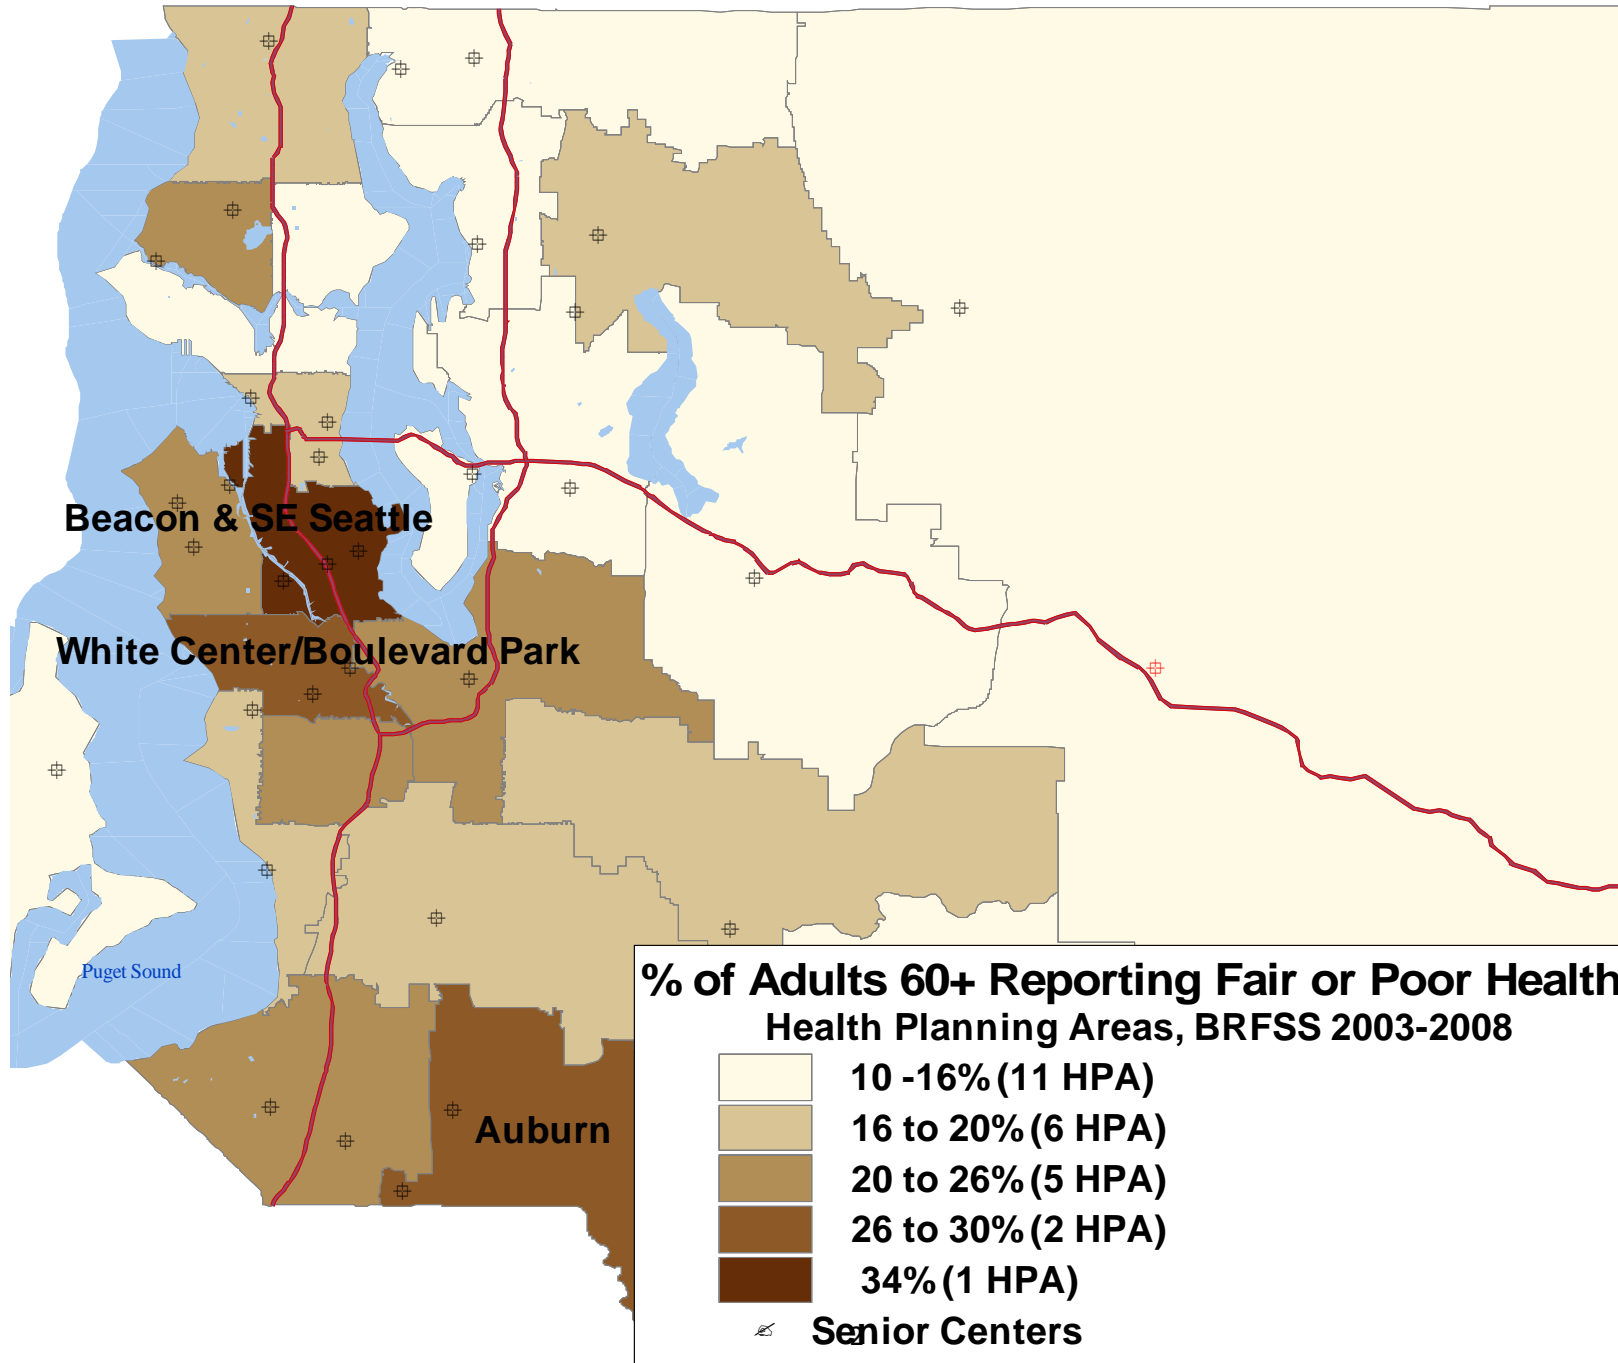 Beacon & SE Seattle
White Center/Boulevard Park
Puget Sound
Auburn
% of Adults 60+ Reporting Fair or Poor Health
Health Planning Areas, BRFSS 2003-2008
10 -16% (11 HPA)
16 to 20% (6 HPA)
20 to 26% (5 HPA)
26 to 30% (2 HPA)
34% (1 HPA)
Senior Centers
2